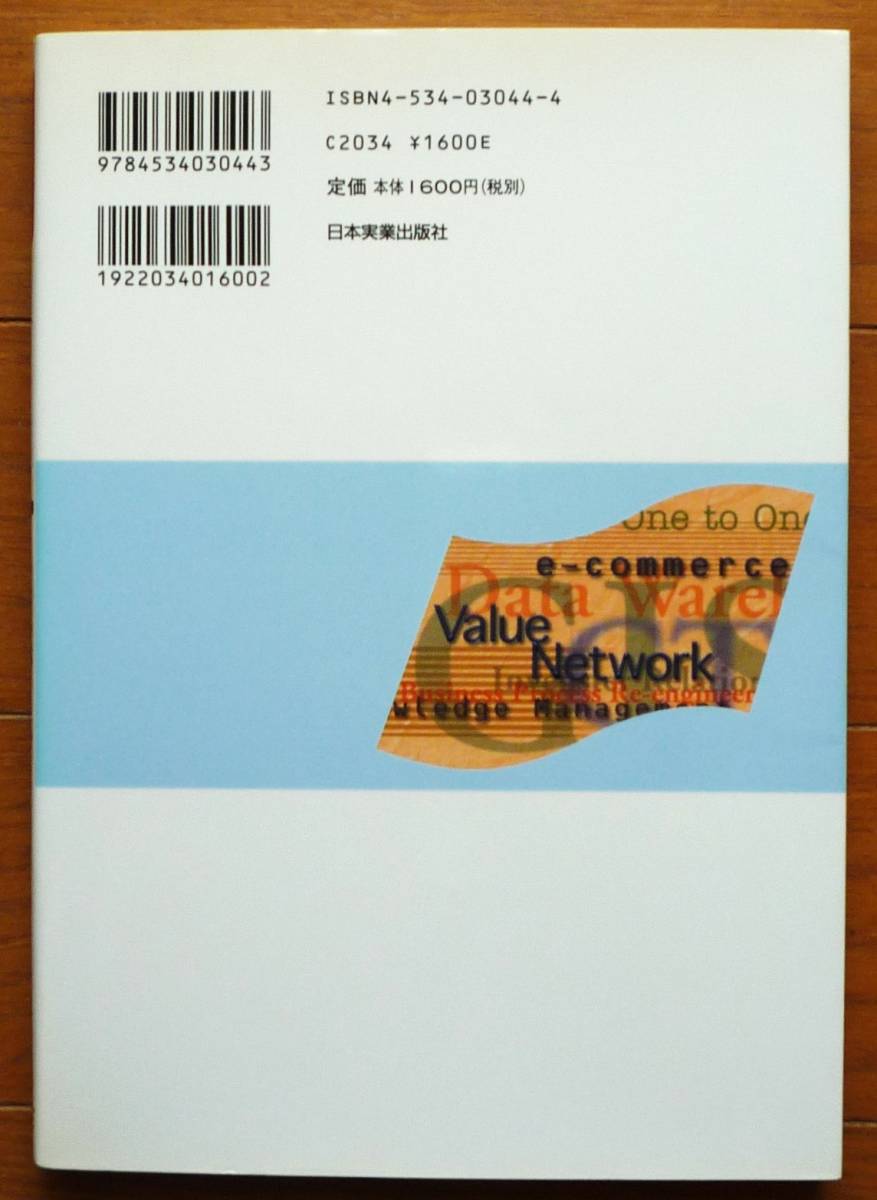 9784534030443
1922034016002
ISBN4-534-03044-4
C2034 ¥1600E
定価 本体1600円(税別)
日本実業出版社
One to One
e-commerce
Data Wareh
Value
Network
Business Process Re-engineer
wledge Management